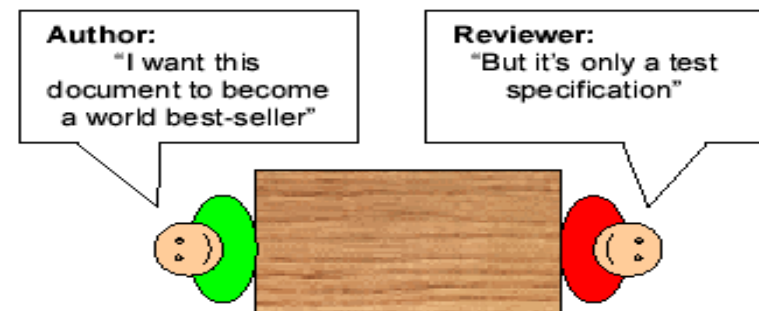 Author:
“I want this
document to become
a world best-seller”
Reviewer:
“But it's only a test
specification”